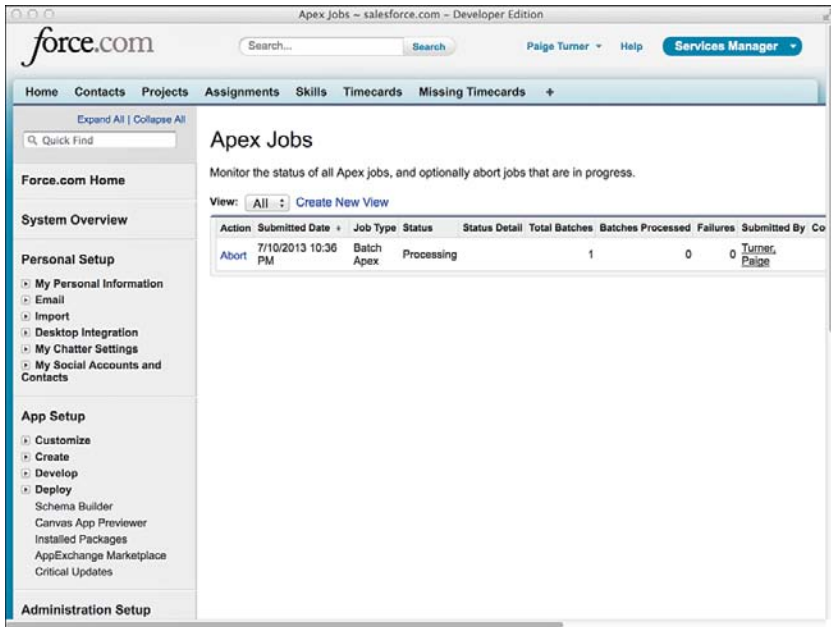 Apex Jobs ~ salesforce.com – Developer Edition
force.com
Search...
Search
Paige Turner
Help
Services Manager
Home Contacts Projects Assignments Skills Timecards Missing Timecards +
Expand All | Collapse All
Quick Find
Force.com Home
System Overview
Personal Setup
My Personal Information
Email
Import
Desktop Integration
My Chatter Settings
My Social Accounts and
Contacts
App Setup
Customize
Create
Develop
Deploy
Schema Builder
Canvas App Previewer
Installed Packages
AppExchange Marketplace
Critical Updates
Administration Setup
Apex Jobs
Monitor the status of all Apex jobs, and optionally abort jobs that are in progress.
View: All Create New View
Action Submitted Date Job Type Status Status Detail Total Batches Batches Processed Failures Submitted By Co
Abort 7/10/2013 10:36 PM Batch Apex Processing 1 0 0 Turner, Paige